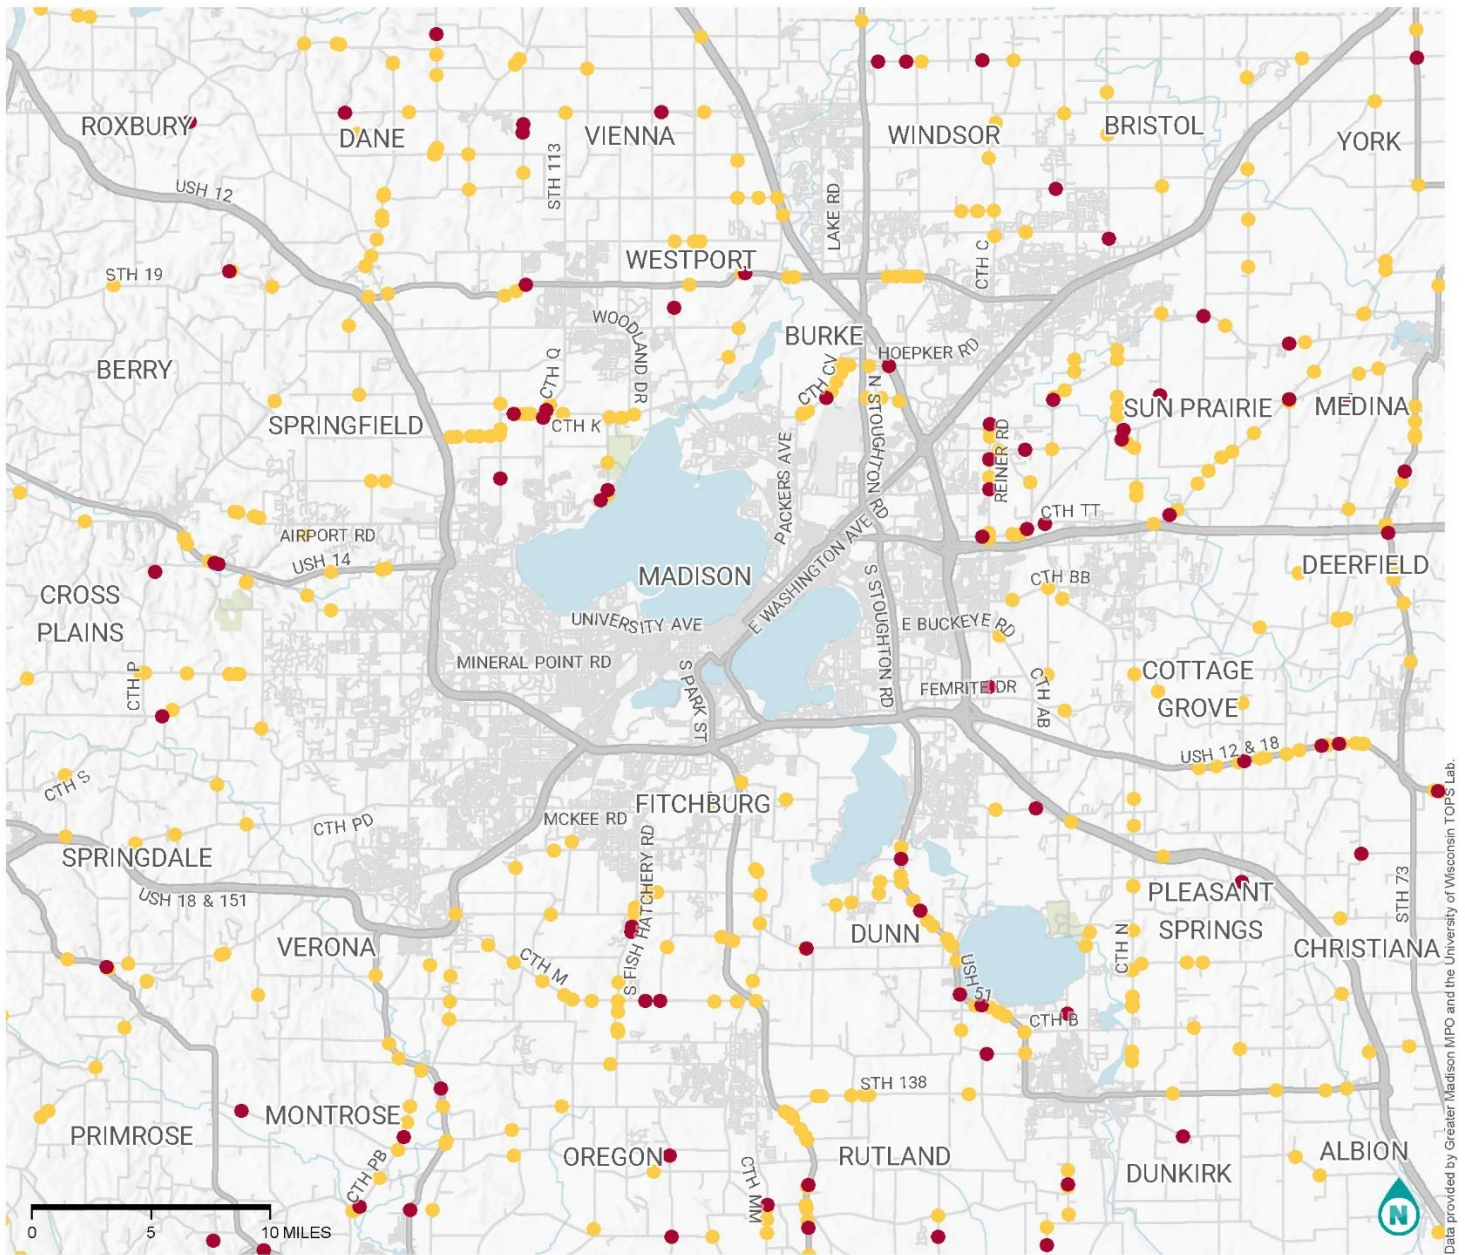 ROXBURY
DANE
VIENNA
WINDSOR
BRISTOL
YORK
USH 12
STH 113
LAKE RD
CTH C
STH 19
WESTPORT
WOODLAND DR
BURKE
HOEPKER RD
BERRY
CTH Q
CTH CV
SPRINGFIELD
CTH K
N STOUGHTON RD
SUN PRAIRIE
MEDINA
PACKERS AVE
REINER RD
CTH TT
AIRPORT RD
USH 14
CROSS
PLAINS
MADISON
E WASHINGTON AVE
DEERFIELD
CTH BB
UNIVERSITY AVE
S STOUGHTON RD
E BUCKEYE RD
MINERAL POINT RD
CTH P
S PARK ST
FEMRITE DR
CTH AB
COTTAGE
GROVE
USH 12 & 18
CTH S
FITCHBURG
MCKEE RD
CTH PD
SPRINGDALE
USH 18 & 151
S FISH HATCHERY RD
PLEASANT
SPRINGS
STH 73
VERONA
DUNN
CTH N
CHRISTIANA
CTH M
USH 51
CTH B
STH 138
MONTROSE
PRIMROSE
OREGON
RUTLAND
ALBION
CTH PB
CTH MM
DUNKIRK
0 5 10 MILES
N
Data provided by Greater Madison MPO and the University of Wisconsin TOPS Lab.